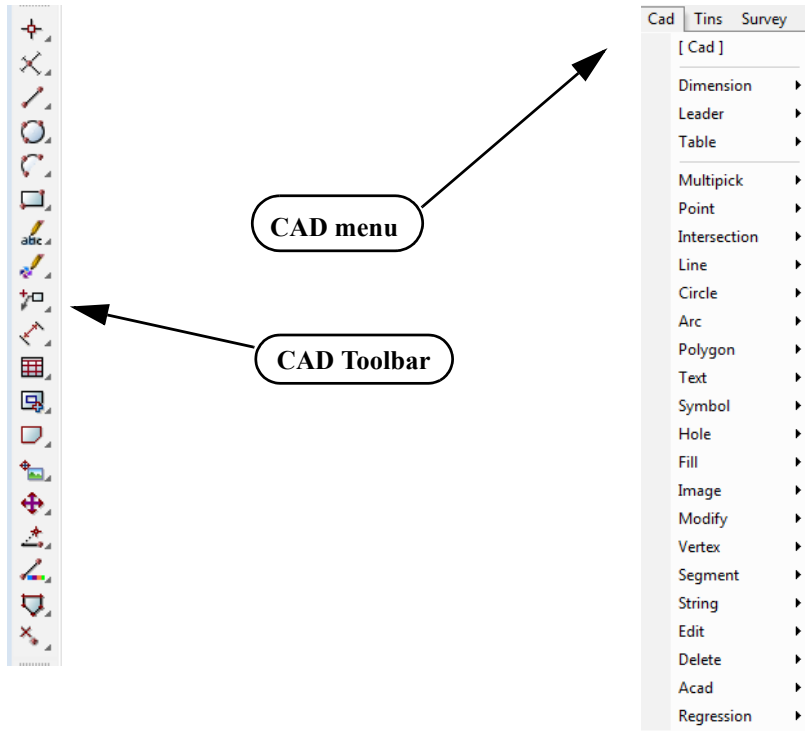 abc
CAD menu
CAD Toolbar
Cad Tins Survey
[ Cad ]
Dimension
Leader
Table
Multipick
Point
Intersection
Line
Circle
Arc
Polygon
Text
Symbol
Hole
Fill
Image
Modify
Vertex
Segment
String
Edit
Delete
Acad
Regression